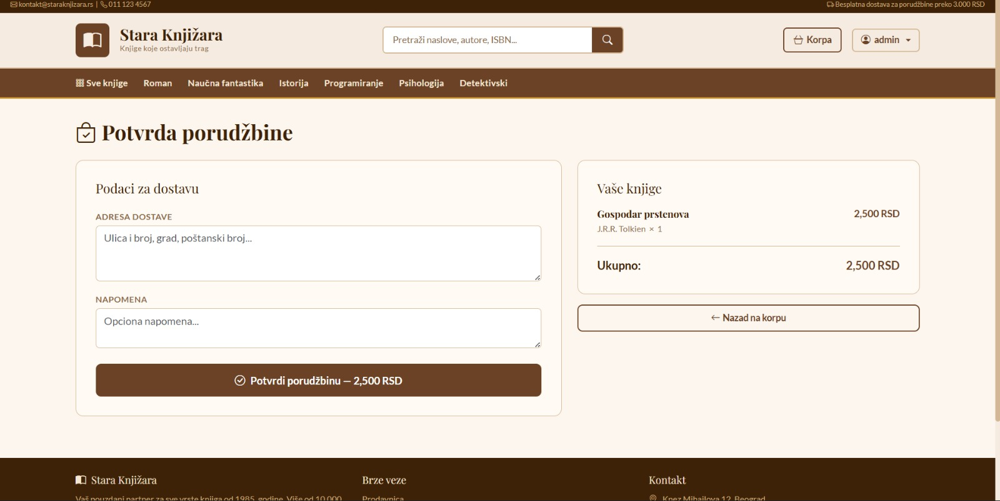 kontakt@staraknjizara.rs | 011 123 4567
Besplatna dostava za porudžbine preko 3.000 RSD
Stara Knjižara
Knjige koje ostavljaju trag
Pretraži naslove, autore, ISBN...
Korpa
admin
Sve knjige Roman Naučna fantastika Istorija Programiranje Psihologija Detektivski
Potvrda porudžbine
Podaci za dostavu
ADRESA DOSTAVE
Ulica i broj, grad, poštanski broj...
NAPOMENA
Opciona napomena...
Potvrdi porudžbinu — 2,500 RSD
Vaše knjige
Gospodar prstenova 2,500 RSD
J.R.R. Tolkien × 1
Ukupno: 2,500 RSD
← Nazad na korpu
Stara Knjižara
Vaš pouzdani partner za sve vrste knjiga od 1985. godine. Više od 10.000
Brze veze
Prodavnica
Kontakt
Knez Mihailova 12, Beograd